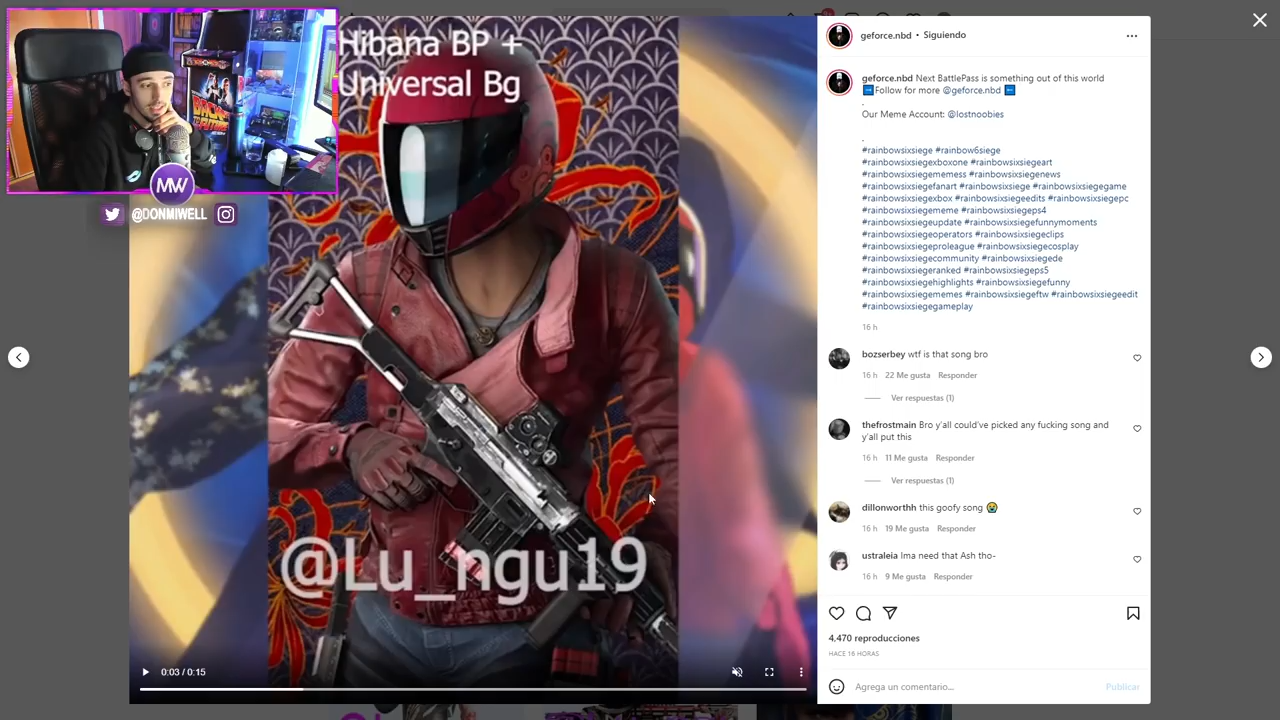 Hibana BP +
Universal Bg
MW
@DONMIWELL
BACK
TO THE
FUTURE
@Lu_ngu19
0:03 / 0:15
geforce.nbd • Siguiendo
geforce.nbd Next BattlePass is something out of this world
➡Follow for more @geforce.nbd ⬅
.
Our Meme Account: @lostnoobies
.
#rainbowsixsiege #rainbow6siege
#rainbowsixsiegexboxone #rainbowsixsiegeart
#rainbowsixsiegememess #rainbowsixsiegenews
#rainbowsixsiegefanart #rainbowsixsiege #rainbowsixsiegegame
#rainbowsixsiegexbox #rainbowsixsiegeedits #rainbowsixsiegepc
#rainbowsixsiegememe #rainbowsixsiegeps4
#rainbowsixsiegeupdate #rainbowsixsiegefunnymoments
#rainbowsixsiegeoperators #rainbowsixsiegeclips
#rainbowsixsiegeproleague #rainbowsixsiegecosplay
#rainbowsixsiegecommunity #rainbowsixsiegede
#rainbowsixsiegeranked #rainbowsixsiegeps5
#rainbowsixsiegehighlights #rainbowsixsiegefunny
#rainbowsixsiegememes #rainbowsixsiegeftw #rainbowsixsiegeedit
#rainbowsixsiegegameplay
16 h
bozserbey wtf is that song bro
16 h 22 Me gusta Responder
Ver respuestas (1)
thefrostmain Bro y'all could've picked any fucking song and
y'all put this
16 h 11 Me gusta Responder
Ver respuestas (1)
dillonworthh this goofy song 😭
16 h 19 Me gusta Responder
ustraleia Ima need that Ash tho-
16 h 9 Me gusta Responder
4,470 reproducciones
HACE 16 HORAS
Agrega un comentario...
Publicar